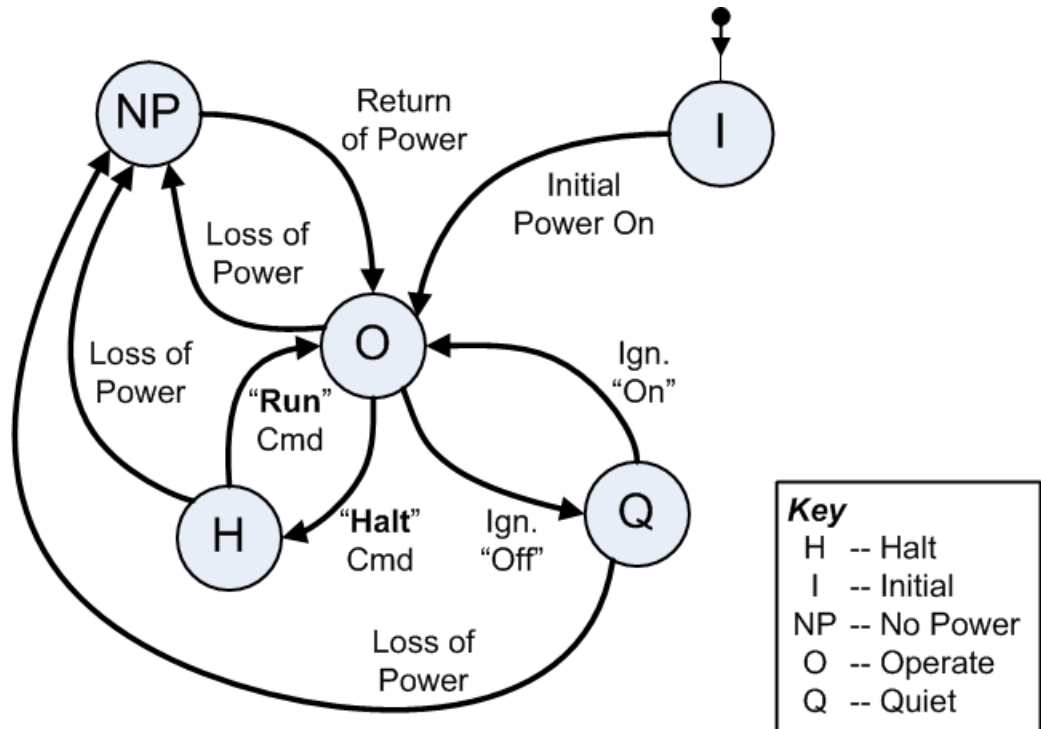 NP
Return
of Power
I
Initial
Power On
Loss of
Power
O
Loss of
Power
“Run”
Cmd
Ign.
“On”
H
“Halt”
Cmd
Ign.
“Off”
Q
Loss of
Power
Key
H -- Halt
I -- Initial
NP -- No Power
O -- Operate
Q -- Quiet